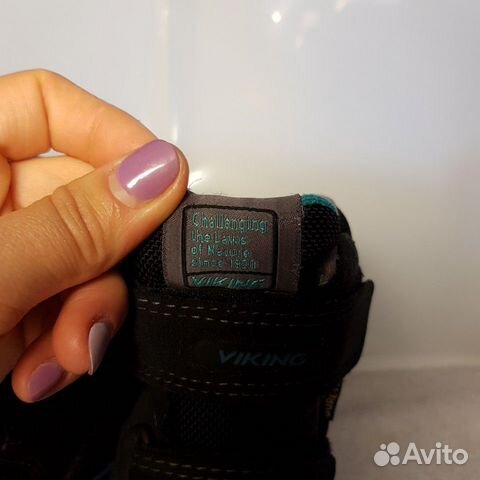 Challenging
the Laws
of Nature
since 1920
VIKING
VIKING
Avito